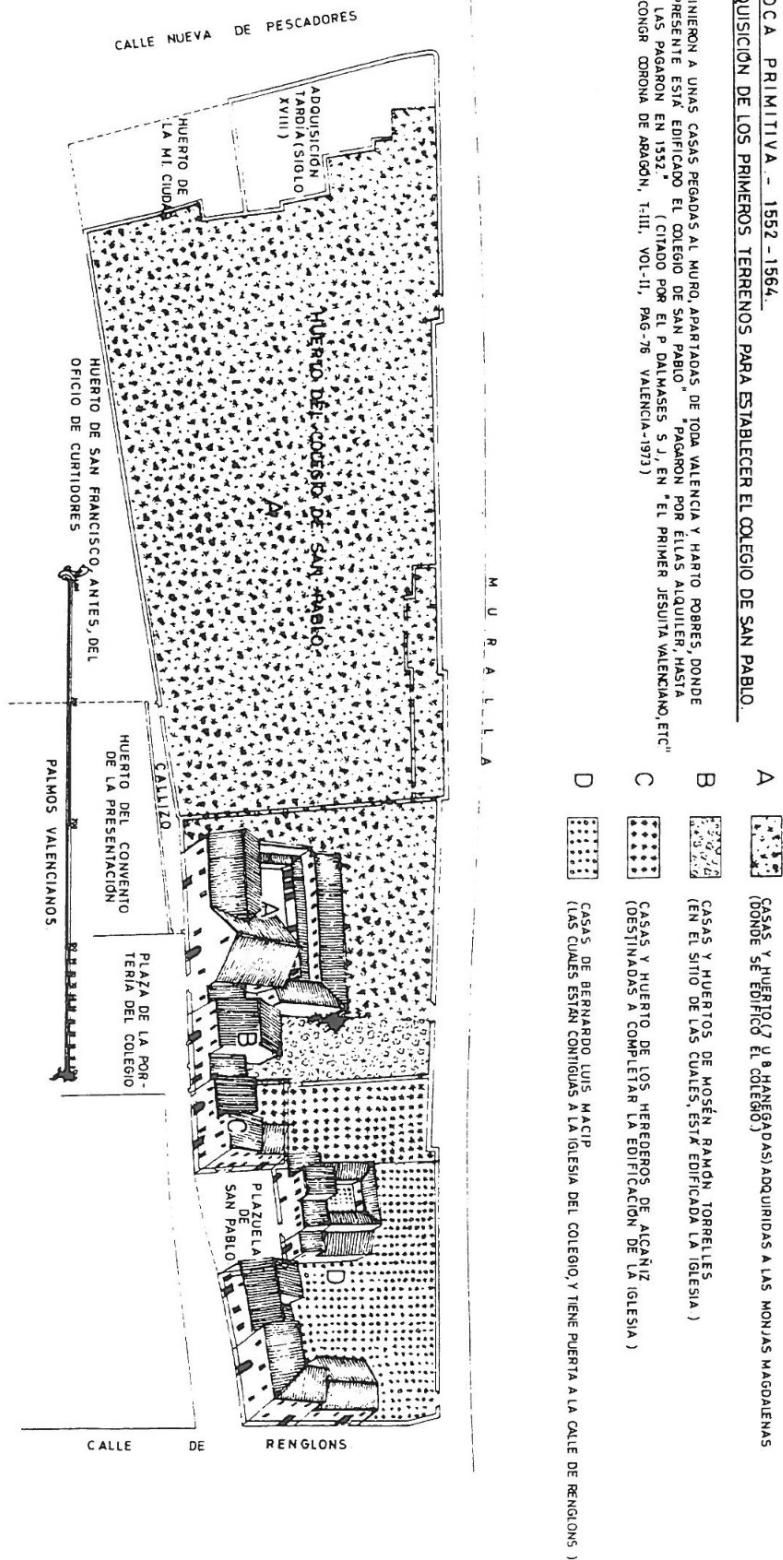 OCA PRIMITIVA.- 1552-1564.
QUISICIÓN DE LOS PRIMEROS TERRENOS PARA ESTABLECER EL COLEGIO DE SAN PABLO.
INIERON A UNAS CASAS PEGADAS AL MURO, APARTADAS DE TODA VALENCIA Y HARTO POBRES, DONDE
PRESENTE ESTÁ EDIFICADO EL COLEGIO DE SAN PABLO" "PAGARON POR ELLAS ALQUILER, HASTA
LAS PAGARON EN 1552." (CITADO POR EL P DALMASES S J, EN "EL PRIMER JESUITA VALENCIANO, ETC"
CONGR CORONA DE ARAGÓN, T-III, VOL-II, PAG-76 VALENCIA-1973)
A CASAS Y HUERTO (7 U 8 HANEGADAS) ADQUIRIDAS A LAS MONJAS MAGDALENAS
(DONDE SE EDIFICÓ EL COLEGIO.)
B CASAS Y HUERTOS DE MOSÉN RAMÓN TORRELLES
(EN EL SITIO DE LAS CUALES, ESTÁ EDIFICADA LA IGLESIA)
C CASAS Y HUERTO DE LOS HEREDEROS DE ALCAÑIZ
(DESTINADAS A COMPLETAR LA EDIFICACIÓN DE LA IGLESIA)
D CASAS DE BERNARDO LUIS MACIP
(LAS CUALES ESTÁN CONTIGUAS A LA IGLESIA DEL COLEGIO, Y TIENE PUERTA A LA CALLE DE RENGLONS)
MURALLA
CALLE NUEVA DE PESCADORES
ADQUISICIÓN
TARDÍA (SIGLO
XVIII)
HUERTO DE
LA MI CIUDAD
HUERTO DEL COLEGIO DE SAN PABLO
A
A
B
C
D
PLAZUELA
DE
SAN PABLO
HUERTO DE SAN FRANCISCO, ANTES, DEL
OFICIO DE CURTIDORES
CALLIZO
HUERTO DEL CONVENTO
DE LA PRESENTACIÓN
PLAZA DE LA POR-
TERÍA DEL COLEGIO
PALMOS VALENCIANOS
CALLE DE RENGLONS